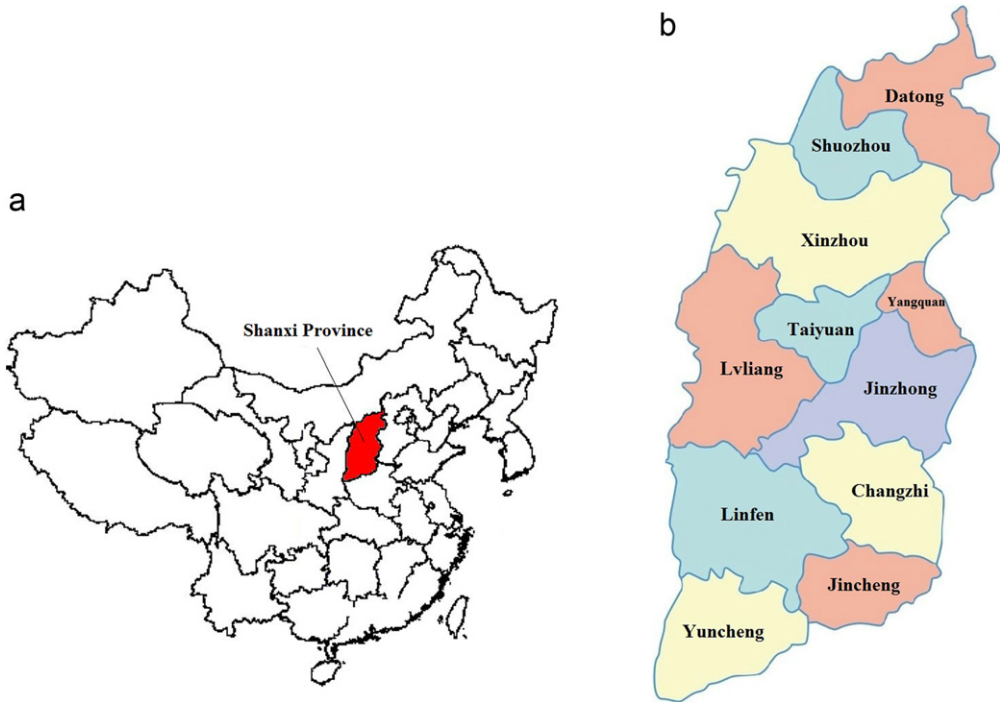 a
Shanxi Province
b
Datong
Shuozhou
Xinzhou
Yangquan
Taiyuan
Lvliang
Jinzhong
Changzhi
Linfen
Jincheng
Yuncheng